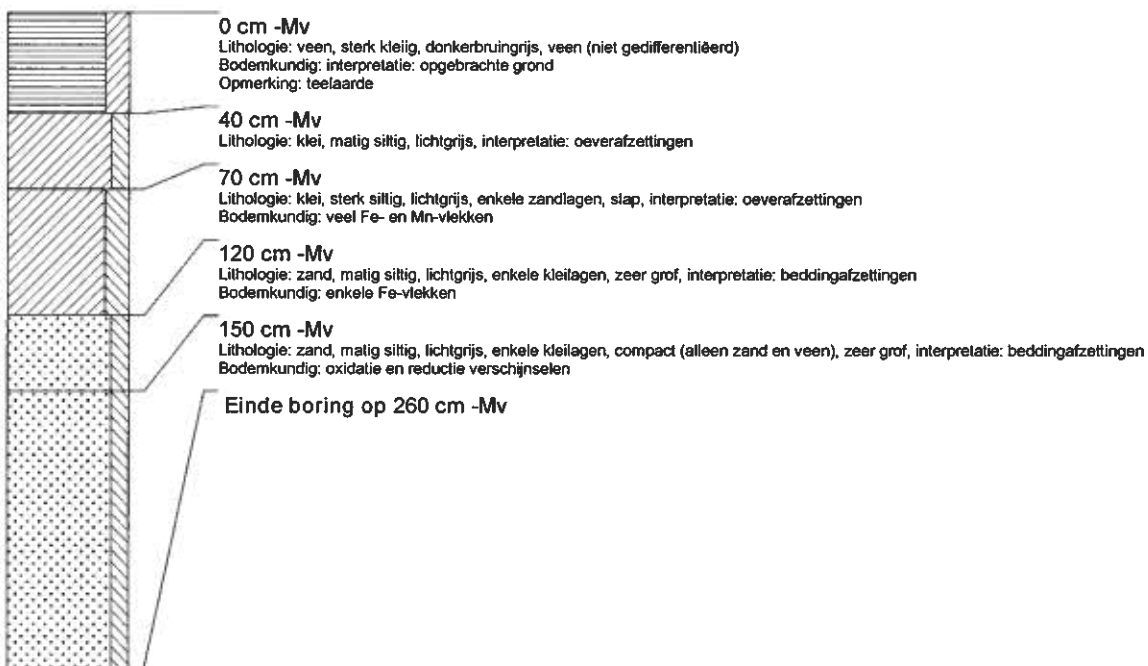 0 cm -Mv
Lithologie: veen, sterk kleiig, donkerbruingrijs, veen (niet gedifferentiëerd)
Bodemkundig: interpretatie: opgebrachte grond
Opmerking: teelaarde
40 cm -Mv
Lithologie: klei, matig siltig, lichtgrijs, interpretatie: oeverafzettingen
70 cm -Mv
Lithologie: klei, sterk siltig, lichtgrijs, enkele zandlagen, slap, interpretatie: oeverafzettingen
Bodemkundig: veel Fe- en Mn-vlekken
120 cm -Mv
Lithologie: zand, matig siltig, lichtgrijs, enkele kleilagen, zeer grof, interpretatie: beddingafzettingen
Bodemkundig: enkele Fe-vlekken
150 cm -Mv
Lithologie: zand, matig siltig, lichtgrijs, enkele kleilagen, compact (alleen zand en veen), zeer grof, interpretatie: beddingafzettingen
Bodemkundig: oxidatie en reductie verschijnselen
Einde boring op 260 cm -Mv